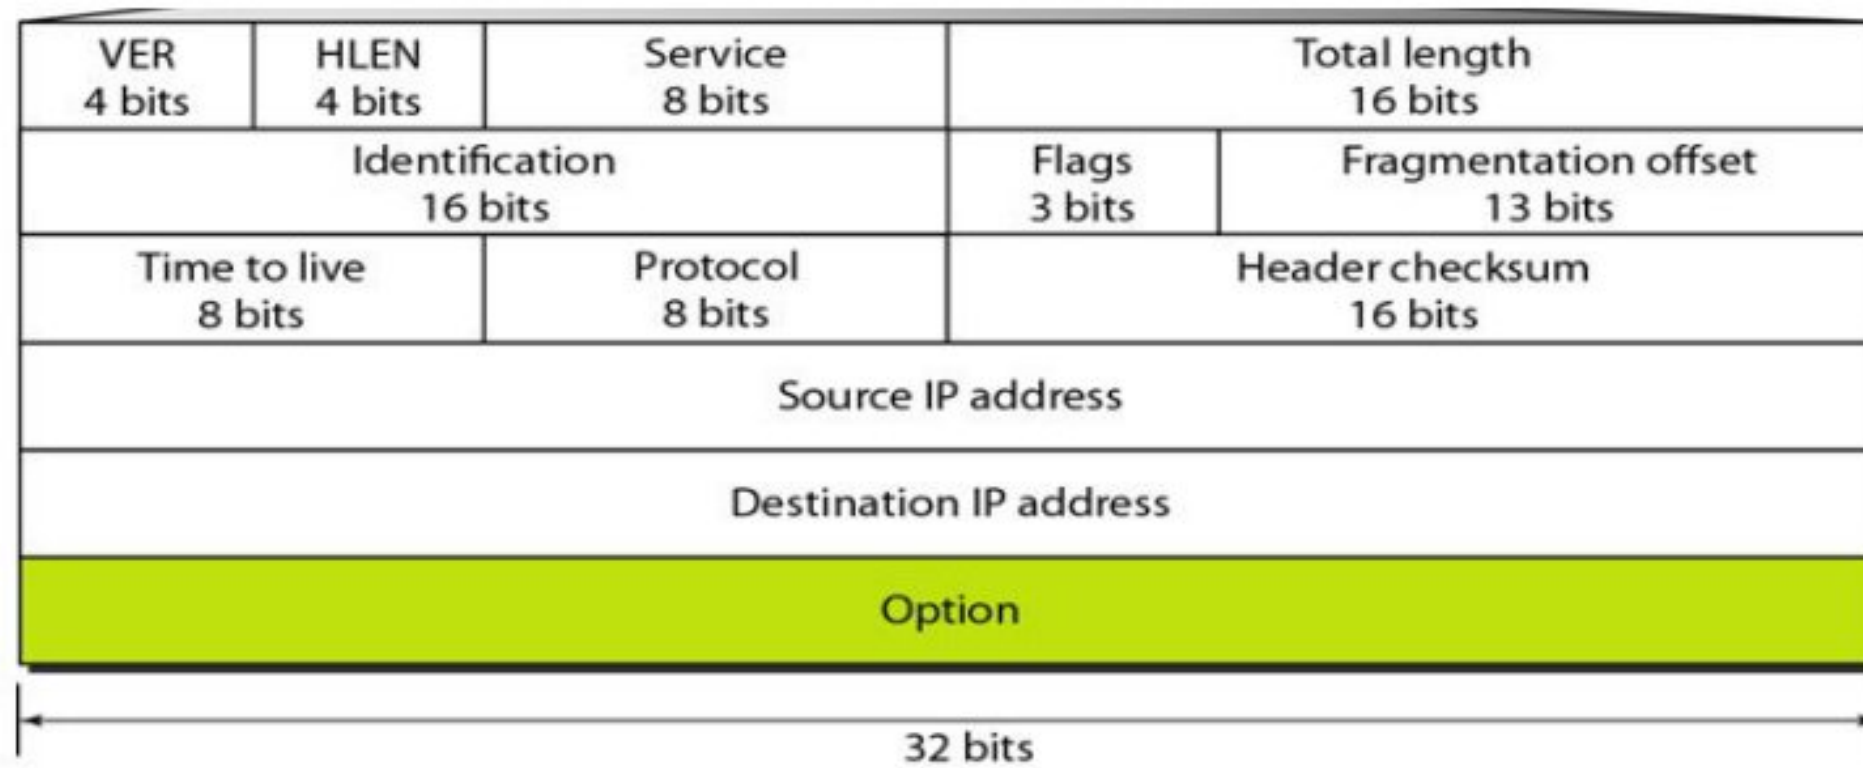 VER
4 bits
HLEN
4 bits
Service
8 bits
Total length
16 bits
Identification
16 bits
Flags
3 bits
Fragmentation offset
13 bits
Time to live
8 bits
Protocol
8 bits
Header checksum
16 bits
Source IP address
Destination IP address
Option
32 bits